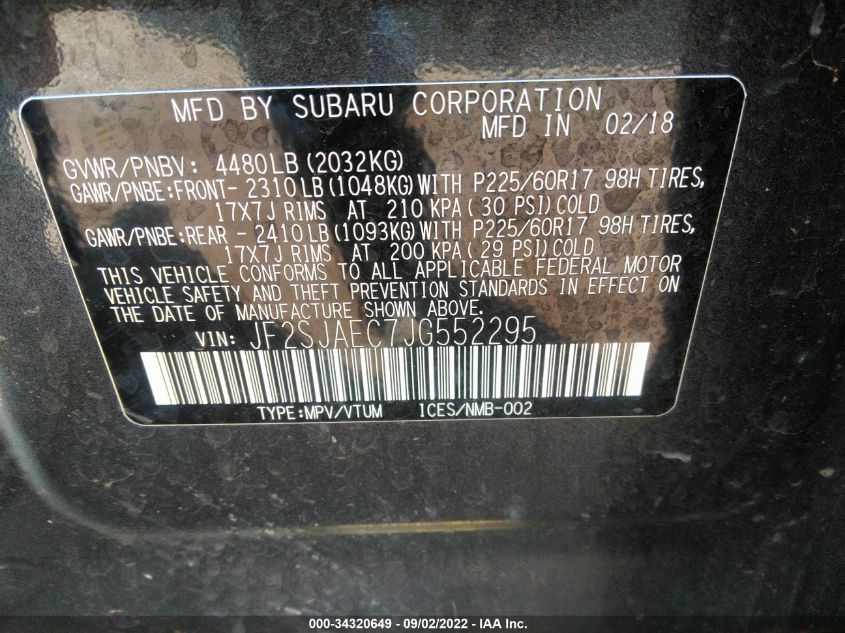 MFD BY SUBARU CORPORATION
MFD IN 02/18
GVWR/PNBV: 4480LB (2032KG)
GAWR/PNBE:FRONT- 2310LB (1048KG) WITH P225/60R17 98H TIRES,
17X7J RIMS AT 210 KPA (30 PSI) COLD
GAWR/PNBE:REAR - 2410LB (1093KG) WITH P225/60R17 98H TIRES,
17X7J RIMS AT 200 KPA (29 PSI) COLD
THIS VEHICLE CONFORMS TO ALL APPLICABLE FEDERAL MOTOR
VEHICLE SAFETY AND THEFT PREVENTION STANDARDS IN EFFECT ON
THE DATE OF MANUFACTURE SHOWN ABOVE.
VIN: JF2SJAEC7JG552295
TYPE:MPV/VTUM ICES/NMB-002
000-34320649 - 09/02/2022 - IAA Inc.